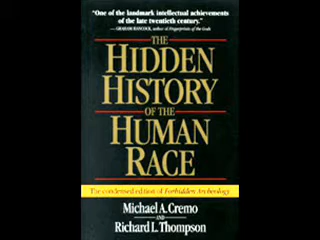 "One of the landmark intellectual achievements
of the late twentieth century."
—GRAHAM HANCOCK, author of Fingerprints of the Gods
THE
HIDDEN
HISTORY
OF THE
HUMAN
RACE
The condensed edition of Forbidden Archeology
Michael A. Cremo
AND
Richard L. Thompson